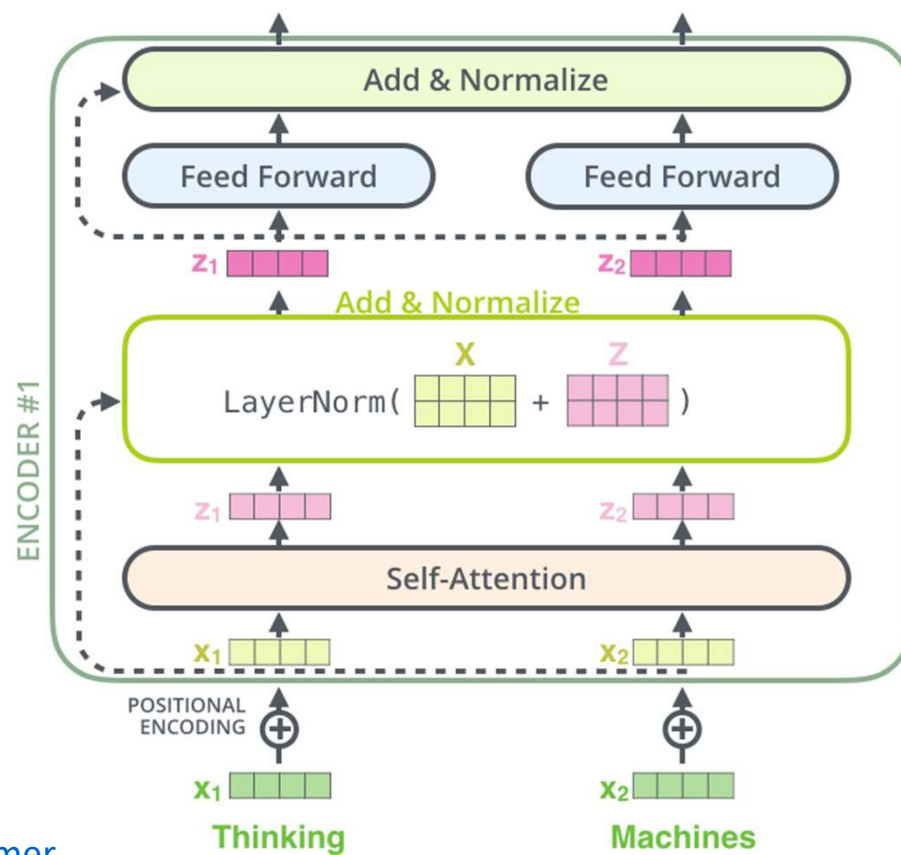 Add & Normalize
Feed Forward Feed Forward
z1 z2
Add & Normalize
X Z
LayerNorm( + )
ENCODER #1
z1 z2
Self-Attention
x1 x2
POSITIONAL
ENCODING
x1 x2
Thinking Machines
mer